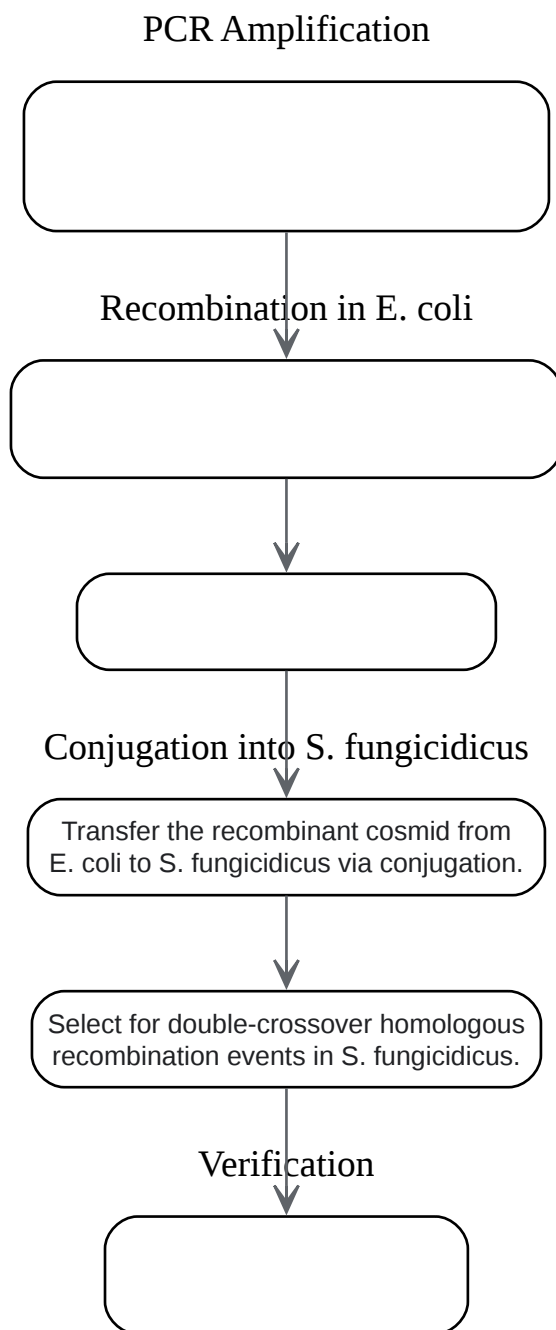 PCR Amplification
Recombination in E. coli
Conjugation into S. fungicidicus
Transfer the recombinant cosmid from
E. coli to S. fungicidicus via conjugation.
Select for double-crossover homologous
recombination events in S. fungicidicus.
Verification